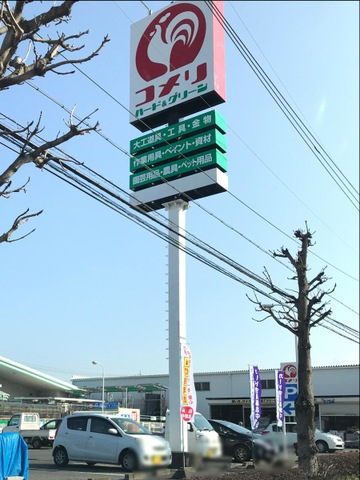 コメリ
ハード&グリーン
大工道具・工具・金物
作業用品・ペイント・資材
園芸用品・農具・ペット用品
P